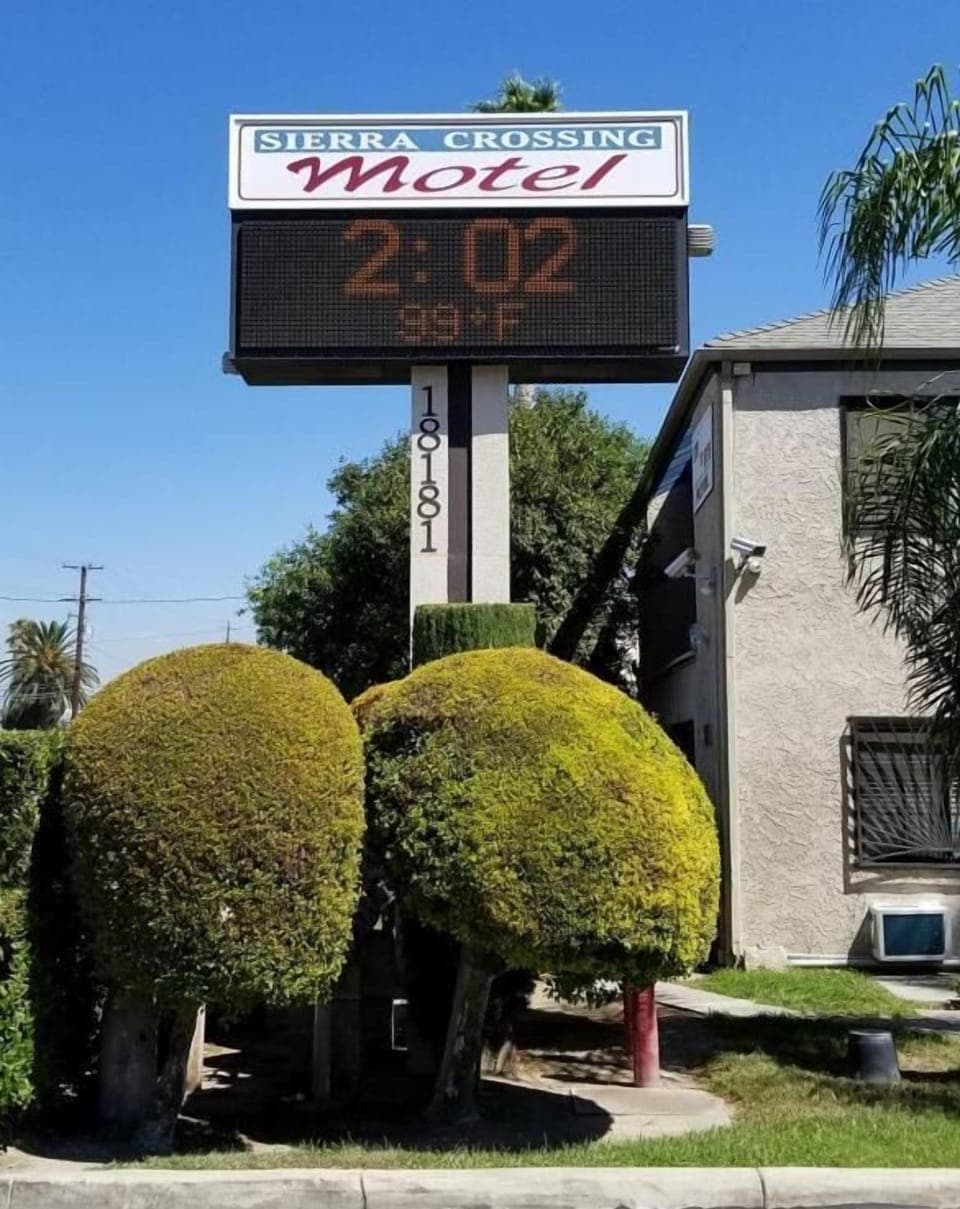 SIERRA CROSSING
Motel
2:02
99°F
18181